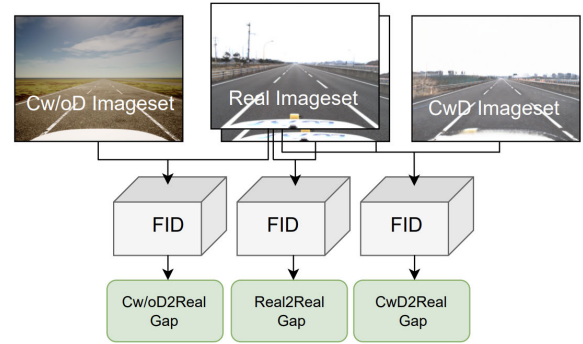 Cw/oD Imageset
Real Imageset
CwD Imageset
FID
FID
FID
Cw/oD2Real
Gap
Real2Real
Gap
CwD2Real
Gap